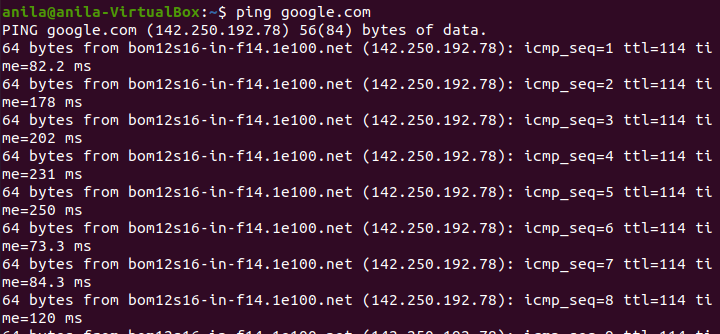 anila@anila-VirtualBox:~$ ping google.com
PING google.com (142.250.192.78) 56(84) bytes of data.
64 bytes from bom12s16-in-f14.1e100.net (142.250.192.78): icmp_seq=1 ttl=114 ti
me=82.2 ms
64 bytes from bom12s16-in-f14.1e100.net (142.250.192.78): icmp_seq=2 ttl=114 ti
me=178 ms
64 bytes from bom12s16-in-f14.1e100.net (142.250.192.78): icmp_seq=3 ttl=114 ti
me=202 ms
64 bytes from bom12s16-in-f14.1e100.net (142.250.192.78): icmp_seq=4 ttl=114 ti
me=231 ms
64 bytes from bom12s16-in-f14.1e100.net (142.250.192.78): icmp_seq=5 ttl=114 ti
me=250 ms
64 bytes from bom12s16-in-f14.1e100.net (142.250.192.78): icmp_seq=6 ttl=114 ti
me=73.3 ms
64 bytes from bom12s16-in-f14.1e100.net (142.250.192.78): icmp_seq=7 ttl=114 ti
me=84.3 ms
64 bytes from bom12s16-in-f14.1e100.net (142.250.192.78): icmp_seq=8 ttl=114 ti
me=120 ms